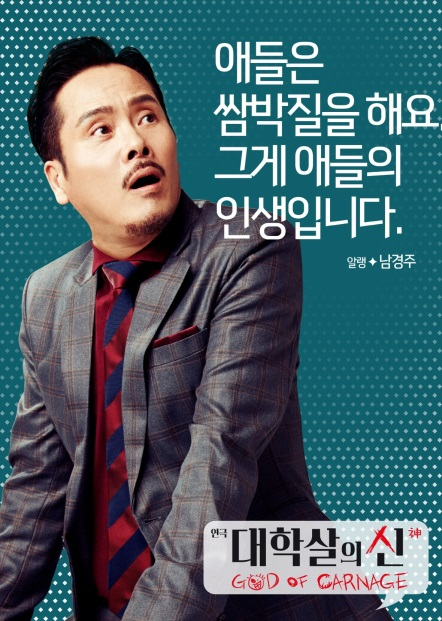 애들은
쌈박질을 해요.
그게 애들의
인생입니다.
알랭✦남경주
연극 대학살의 신 神
GOD OF CARNAGE